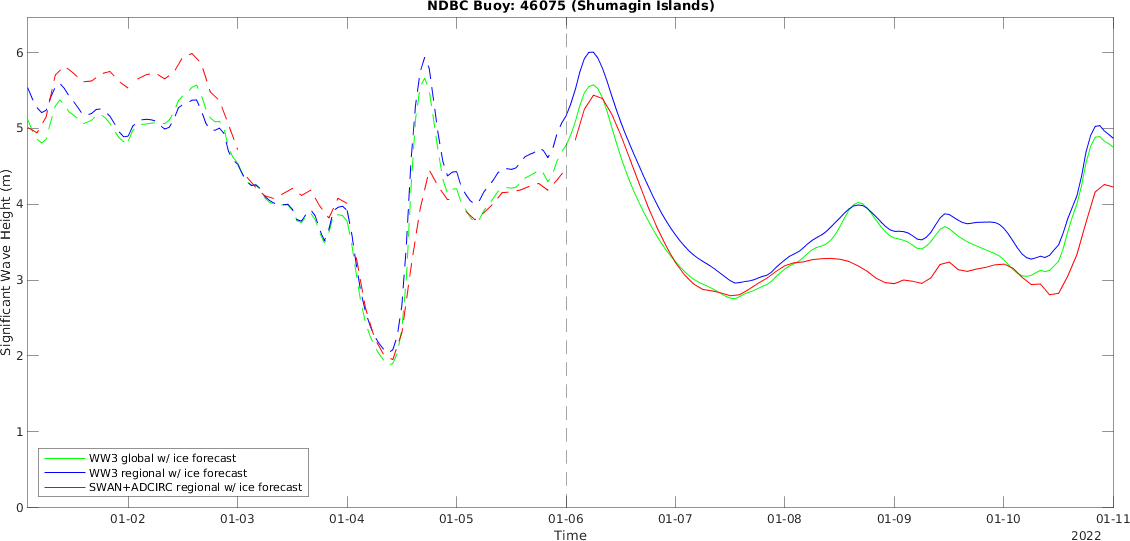 NDBC Buoy: 46075 (Shumagin Islands)
Significant Wave Height (m)
6
5
4
3
2
1
0
WW3 global w/ ice forecast
WW3 regional w/ ice forecast
SWAN+ADCIRC regional w/ ice forecast
01-02 01-03 01-04 01-05 01-06 01-07 01-08 01-09 01-10 01-11
Time
2022